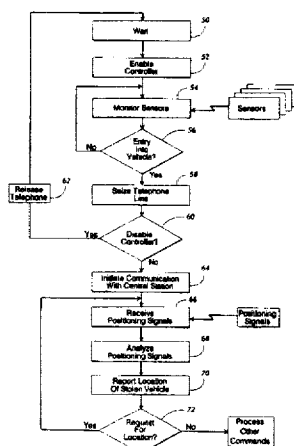 50
Wait
52
Enable
Controller
54
Monitor Sensors
Sensors
56
Entry
Into
Vehicle?
No
Yes
58
Seize Telephone
Line
62
Release
Telephone
60
Disable
Controller?
Yes
No
64
Initiate Communication
With Central Station
66
Receive
Positioning Signals
Positioning
Signals
68
Analyze
Positioning Signals
70
Report Location
Of Stolen Vehicle
72
Request
For
Location?
Yes
No
Process
Other
Commands